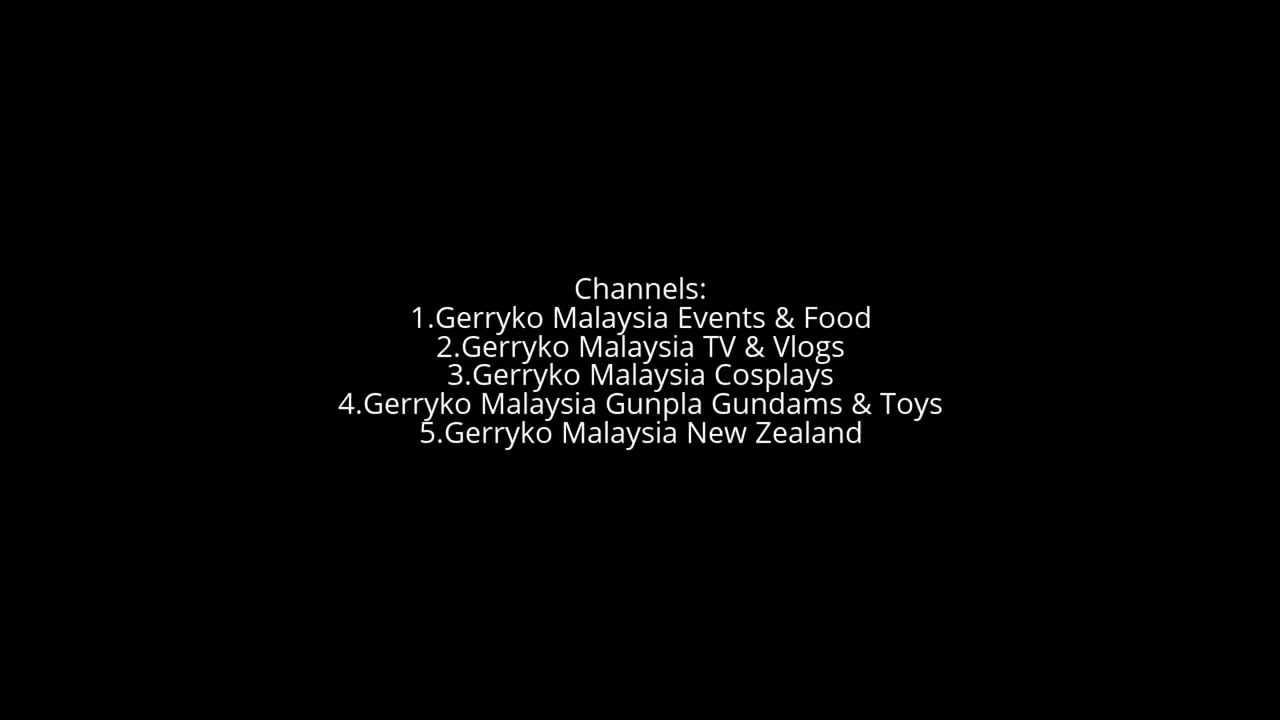 Channels:
1.Gerryko Malaysia Events & Food
2.Gerryko Malaysia TV & Vlogs
3.Gerryko Malaysia Cosplays
4.Gerryko Malaysia Gunpla Gundams & Toys
5.Gerryko Malaysia New Zealand